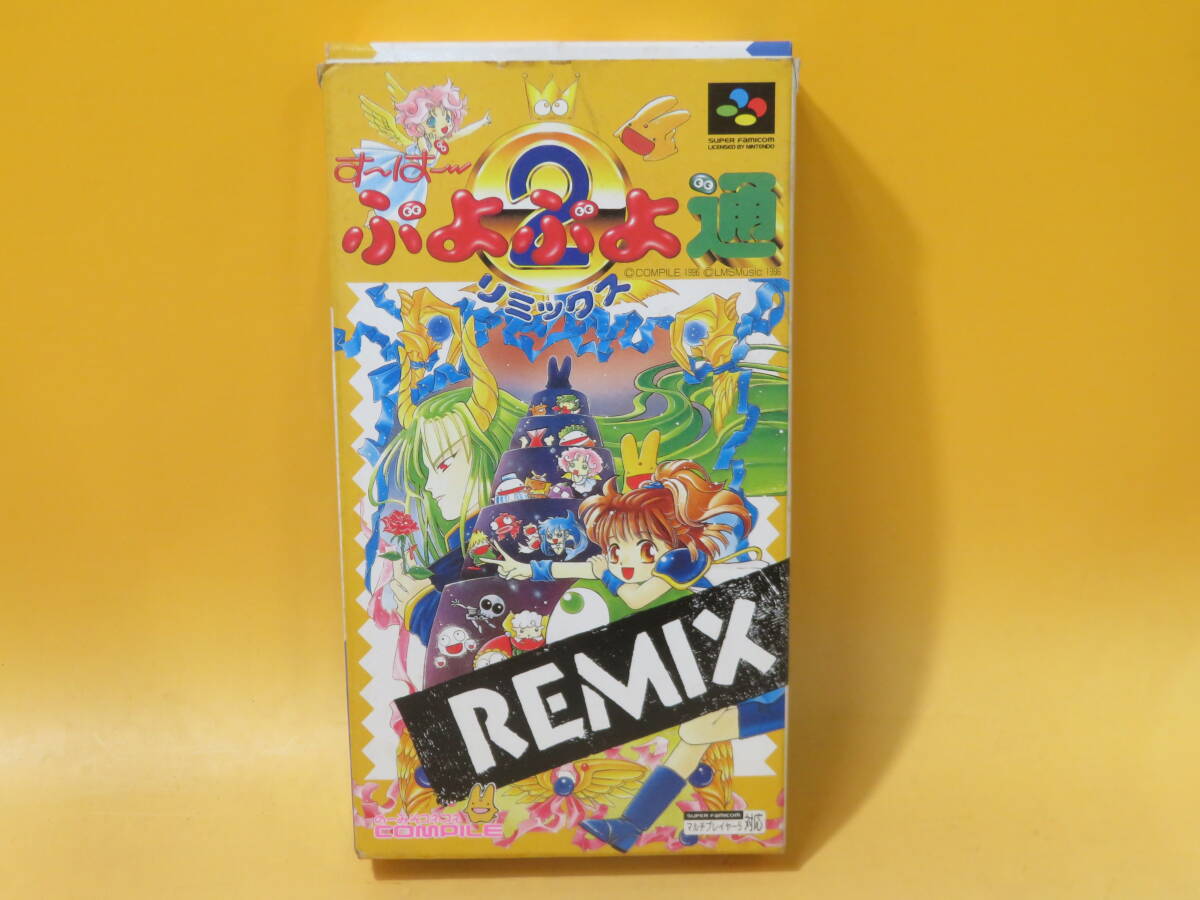 す〜ぱ〜
ぷよぷよ通
2
リミックス
SUPER FAMICOM
LICENSED BY NINTENDO
©COMPILE 1996 ©LMSMusic 1996
REMIX
COMPILE
SUPER FAMICOM
マルチプレイヤー5対応